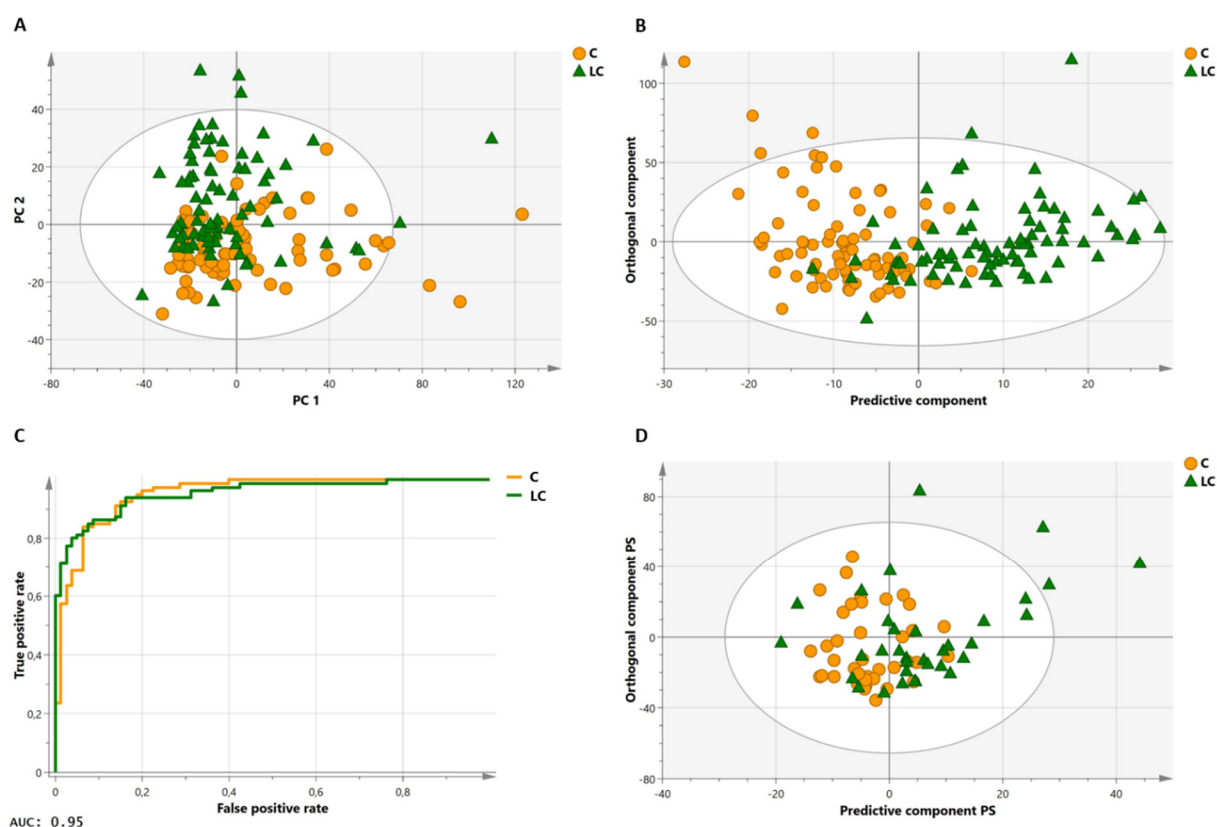 A
C
LC
PC 2
40
20
0
-20
-40
-80
-40
0
40
80
120
PC 1
B
C
LC
Orthogonal component
100
50
0
-50
-30
-20
-10
0
10
20
Predictive component
C
C
LC
True positive rate
0,8
0,6
0,4
0,2
0
0
0,2
0,4
0,6
0,8
False positive rate
AUC: 0.95
D
C
LC
Orthogonal component PS
80
40
0
-40
-80
-40
-20
0
20
40
Predictive component PS